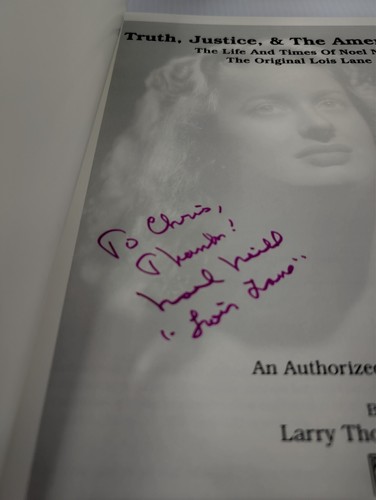 Truth, Justice, & The Amer
The Life And Times Of Noel N
The Original Lois Lane
To Chris,
Thanks!
Noel Neill
"Lois Lane"
An Authorized
Larry Tho